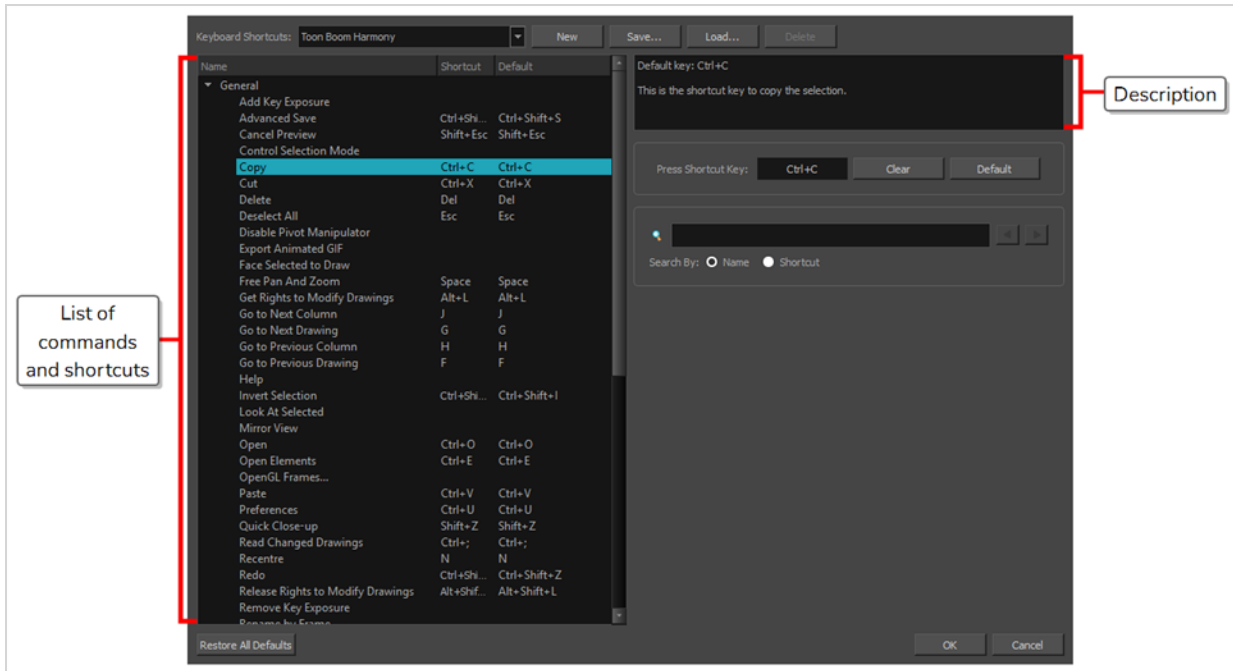 Keyboard Shortcuts: Toon Boom Harmony New Save... Load... Delete
Name Shortcut Default
General
Add Key Exposure
Advanced Save Ctrl+Shi... Ctrl+Shift+S
Cancel Preview Shift+Esc Shift+Esc
Control Selection Mode
Copy Ctrl+C Ctrl+C
Cut Ctrl+X Ctrl+X
Delete Del Del
Deselect All Esc Esc
Disable Pivot Manipulator
Export Animated GIF
Face Selected to Draw
Free Pan And Zoom Space Space
Get Rights to Modify Drawings Alt+L Alt+L
Go to Next Column J J
Go to Next Drawing G G
Go to Previous Column H H
Go to Previous Drawing F F
Help
Invert Selection Ctrl+Shi... Ctrl+Shift+I
Look At Selected
Mirror View
Open Ctrl+O Ctrl+O
Open Elements Ctrl+E Ctrl+E
OpenGL Frames...
Paste Ctrl+V Ctrl+V
Preferences Ctrl+U Ctrl+U
Quick Close-up Shift+Z Shift+Z
Read Changed Drawings Ctrl+; Ctrl+;
Recentre N N
Redo Ctrl+Shi... Ctrl+Shift+Z
Release Rights to Modify Drawings Alt+Shif... Alt+Shift+L
Remove Key Exposure
Rename by Frame
Default key: Ctrl+C
This is the shortcut key to copy the selection.
Press Shortcut Key: Ctrl+C Clear Default
Search By: Name Shortcut
Restore All Defaults OK Cancel
List of
commands
and shortcuts
Description